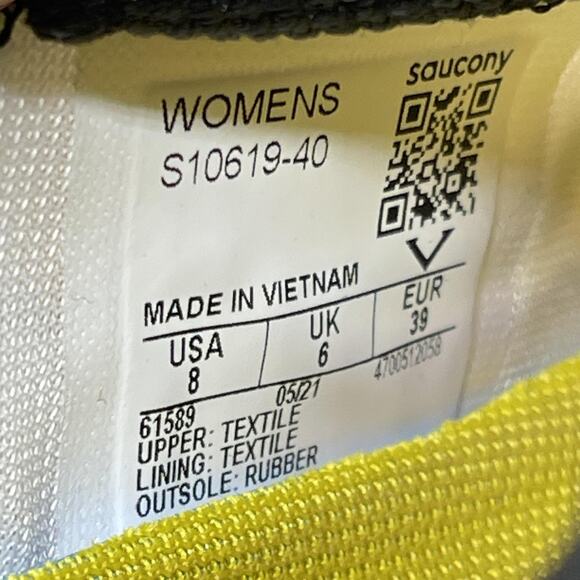 saucony
WOMENS
S10619-40
MADE IN VIETNAM
USA UK EUR
8 6 39
61589 05/21 4700512058
UPPER: TEXTILE
LINING: TEXTILE
OUTSOLE: RUBBER